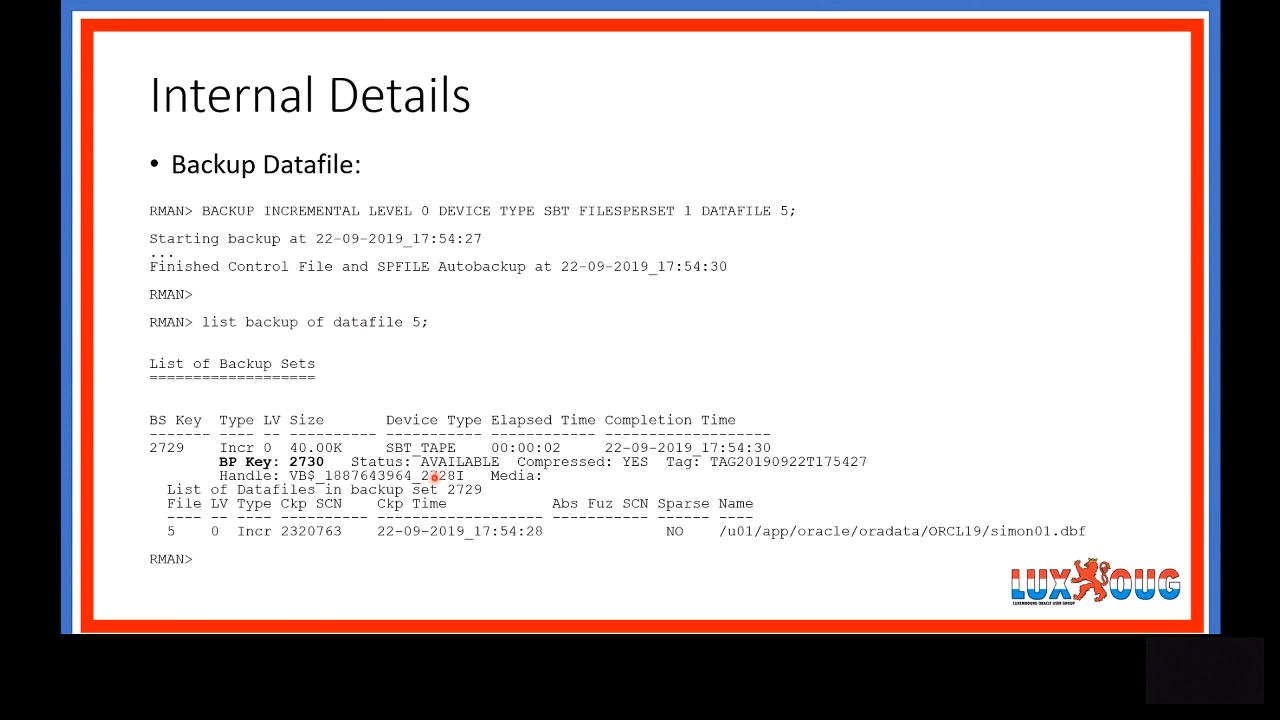 Internal Details
• Backup Datafile:
RMAN> BACKUP INCREMENTAL LEVEL 0 DEVICE TYPE SBT FILESPERSET 1 DATAFILE 5;
Starting backup at 22-09-2019_17:54:27
...
Finished Control File and SPFILE Autobackup at 22-09-2019_17:54:30
RMAN>
RMAN> list backup of datafile 5;
List of Backup Sets
===================
BS Key  Type LV Size       Device Type Elapsed Time Completion Time
------- ---- -- ---------- ----------- ------------ -------------------
2729    Incr 0  40.00K     SBT_TAPE    00:00:02     22-09-2019_17:54:30
BP Key: 2730   Status: AVAILABLE  Compressed: YES  Tag: TAG20190922T175427
Handle: VB$_1887643964_2728I   Media:
List of Datafiles in backup set 2729
File LV Type Ckp SCN    Ckp Time            Abs Fuz SCN Sparse Name
---- -- ---- ---------- ------------------- ----------- ------ ----
5    0  Incr 2320763    22-09-2019_17:54:28              NO    /u01/app/oracle/oradata/ORCL19/simon01.dbf
RMAN>
LUX OUG
LUXEMBOURG ORACLE USER GROUP